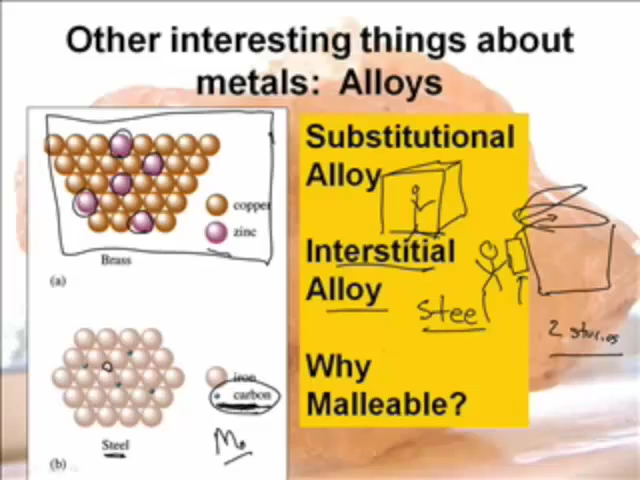 Other interesting things about
metals: Alloys
copper
zinc
Brass
(a)
iron
carbon
Steel
(b)
Substitutional
Alloy
Interstitial
Alloy
Steel
Why
Malleable?
2